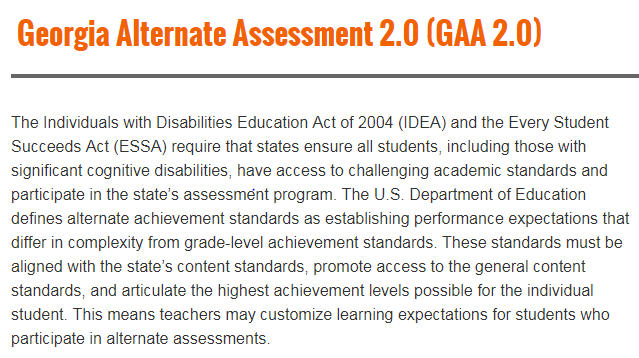 Georgia Alternate Assessment 2.0 (GAA 2.0)
The Individuals with Disabilities Education Act of 2004 (IDEA) and the Every Student
Succeeds Act (ESSA) require that states ensure all students, including those with
significant cognitive disabilities, have access to challenging academic standards and
participate in the state’s assessment program. The U.S. Department of Education
defines alternate achievement standards as establishing performance expectations that
differ in complexity from grade-level achievement standards. These standards must be
aligned with the state’s content standards, promote access to the general content
standards, and articulate the highest achievement levels possible for the individual
student. This means teachers may customize learning expectations for students who
participate in alternate assessments.